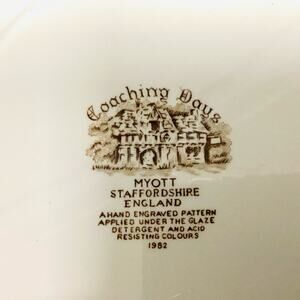 Coaching Days
MYOTT
STAFFORDSHIRE
ENGLAND
A HAND ENGRAVED PATTERN
APPLIED UNDER THE GLAZE
DETERGENT AND ACID
RESISTING COLOURS
1982